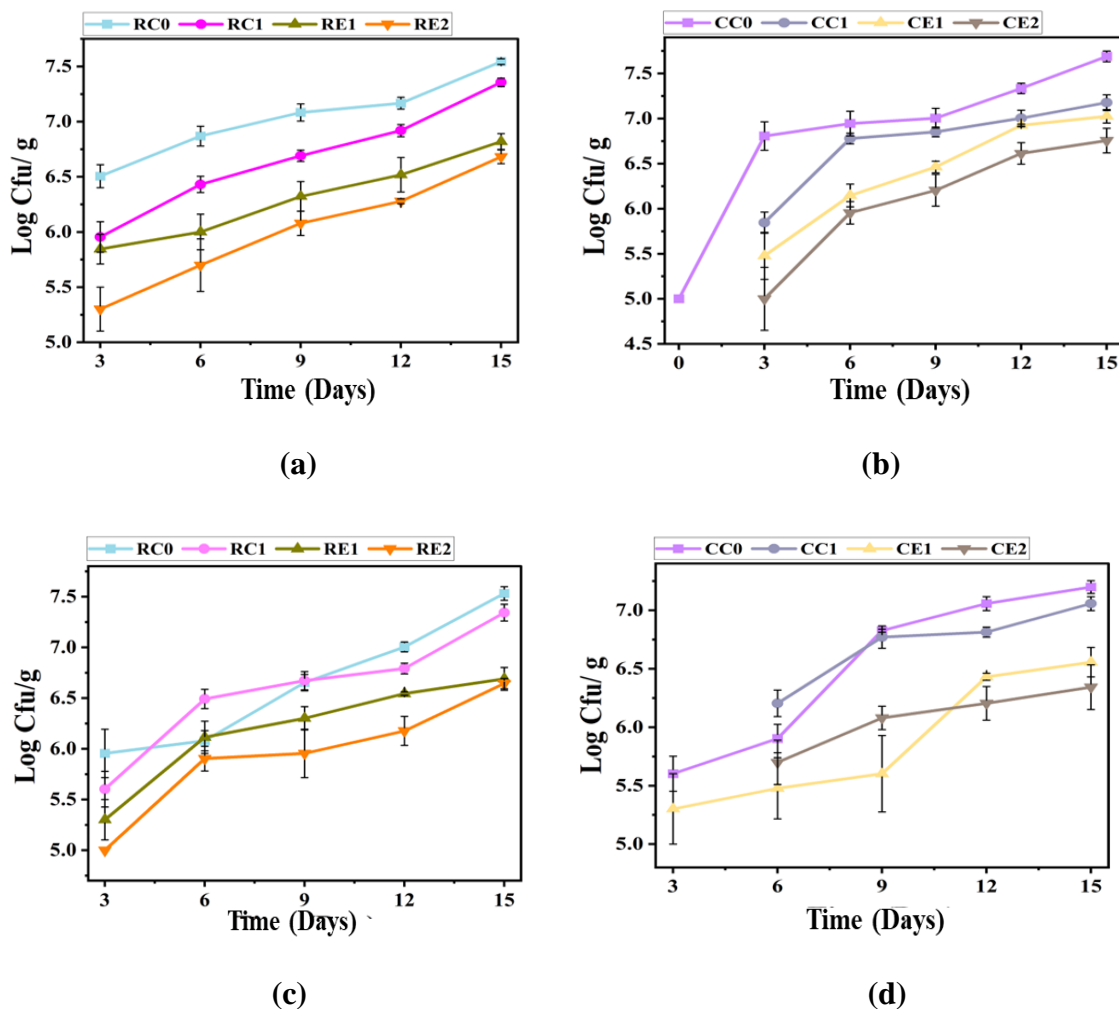 RC0 RC1 RE1 RE2
7.5
7.0
6.5
6.0
5.5
5.0
Log Cfu/ g
3 6 9 12 15
Time (Days)
(a)
CC0 CC1 CE1 CE2
7.5
7.0
6.5
6.0
5.5
5.0
4.5
Log Cfu/ g
0 3 6 9 12 15
Time (Days)
(b)
RC0 RC1 RE1 RE2
7.5
7.0
6.5
6.0
5.5
5.0
Log Cfu/ g
3 6 9 12 15
Time (Days)
(c)
CC0 CC1 CE1 CE2
7.0
6.5
6.0
5.5
5.0
Log Cfu/ g
3 6 9 12 15
Time (Days)
(d)